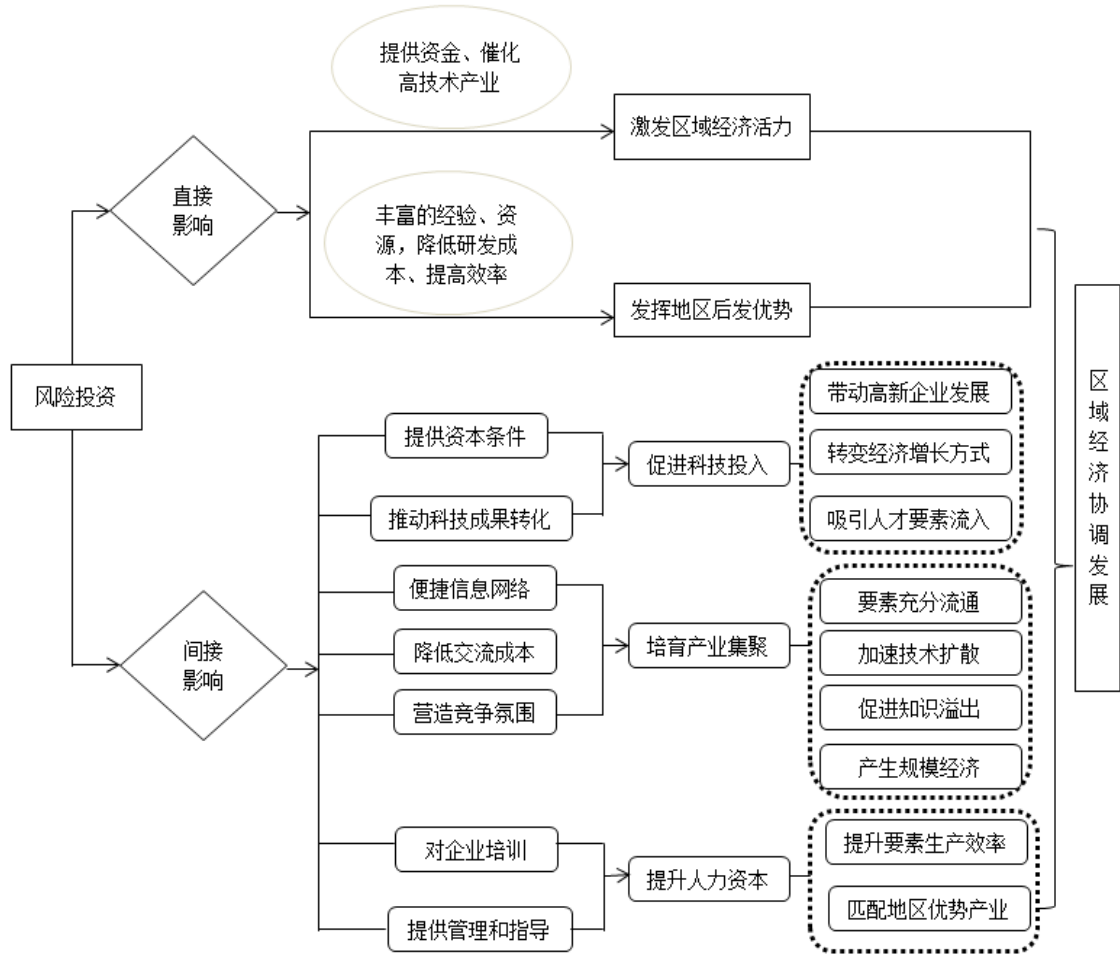 提供资金、催化
高技术产业
激发区域经济活力
直接
影响
丰富的经验、资
源，降低研发成
本、提高效率
发挥地区后发优势
风险投资
带动高新企业发展
提供资本条件
转变经济增长方式
促进科技投入
推动科技成果转化
吸引人才要素流入
便捷信息网络
要素充分流通
降低交流成本
培育产业集聚
加速技术扩散
间接
影响
营造竞争氛围
促进知识溢出
产生规模经济
对企业培训
提升要素生产效率
提升人力资本
提供管理和指导
匹配地区优势产业
区
域
经
济
协
调
发
展